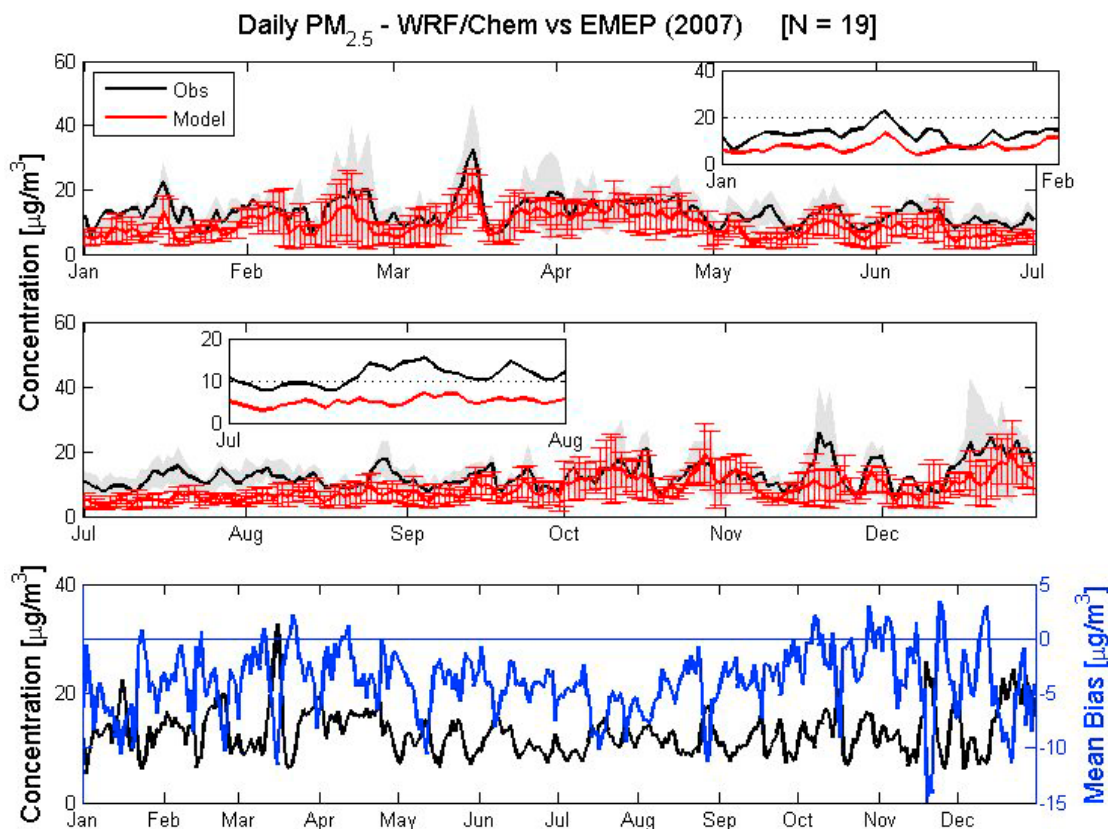 Daily PM2.5 - WRF/Chem vs EMEP (2007) [N = 19]
Concentration [μg/m3]
60
40
20
0
Obs
Model
Jan Feb Mar Apr May Jun Jul
40
20
0
Jan Feb
60
40
20
0
Jul Aug Sep Oct Nov Dec
20
10
0
Jul Aug
Concentration [μg/m3]
40
20
0
Jan Feb Mar Apr May Jun Jul Aug Sep Oct Nov Dec
5
0
-5
-10
-15
Mean Bias [μg/m3]